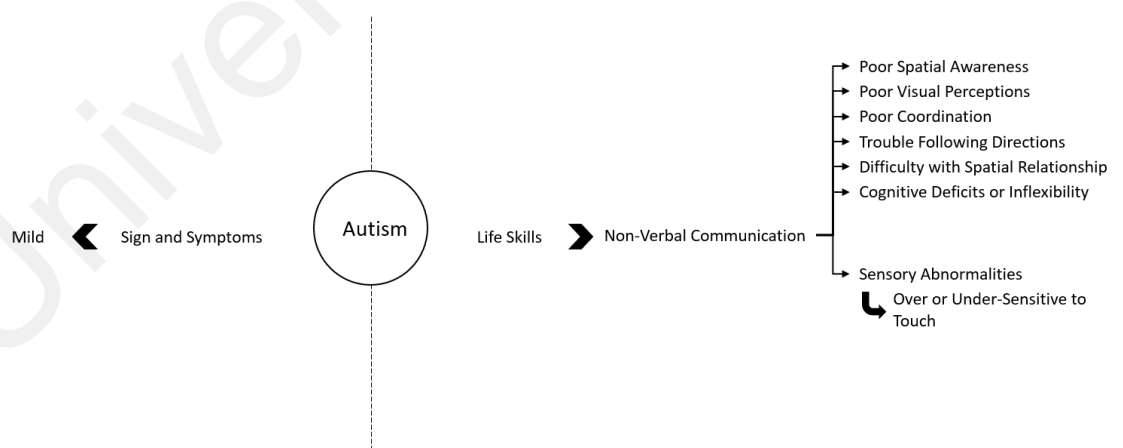 Poor Spatial Awareness
Poor Visual Perceptions
Poor Coordination
Trouble Following Directions
Difficulty with Spatial Relationship
Cognitive Deficits or Inflexibility
Mild
Sign and Symptoms
Autism
Life Skills
Non-Verbal Communication
Sensory Abnormalities
Over or Under-Sensitive to
Touch
Univer